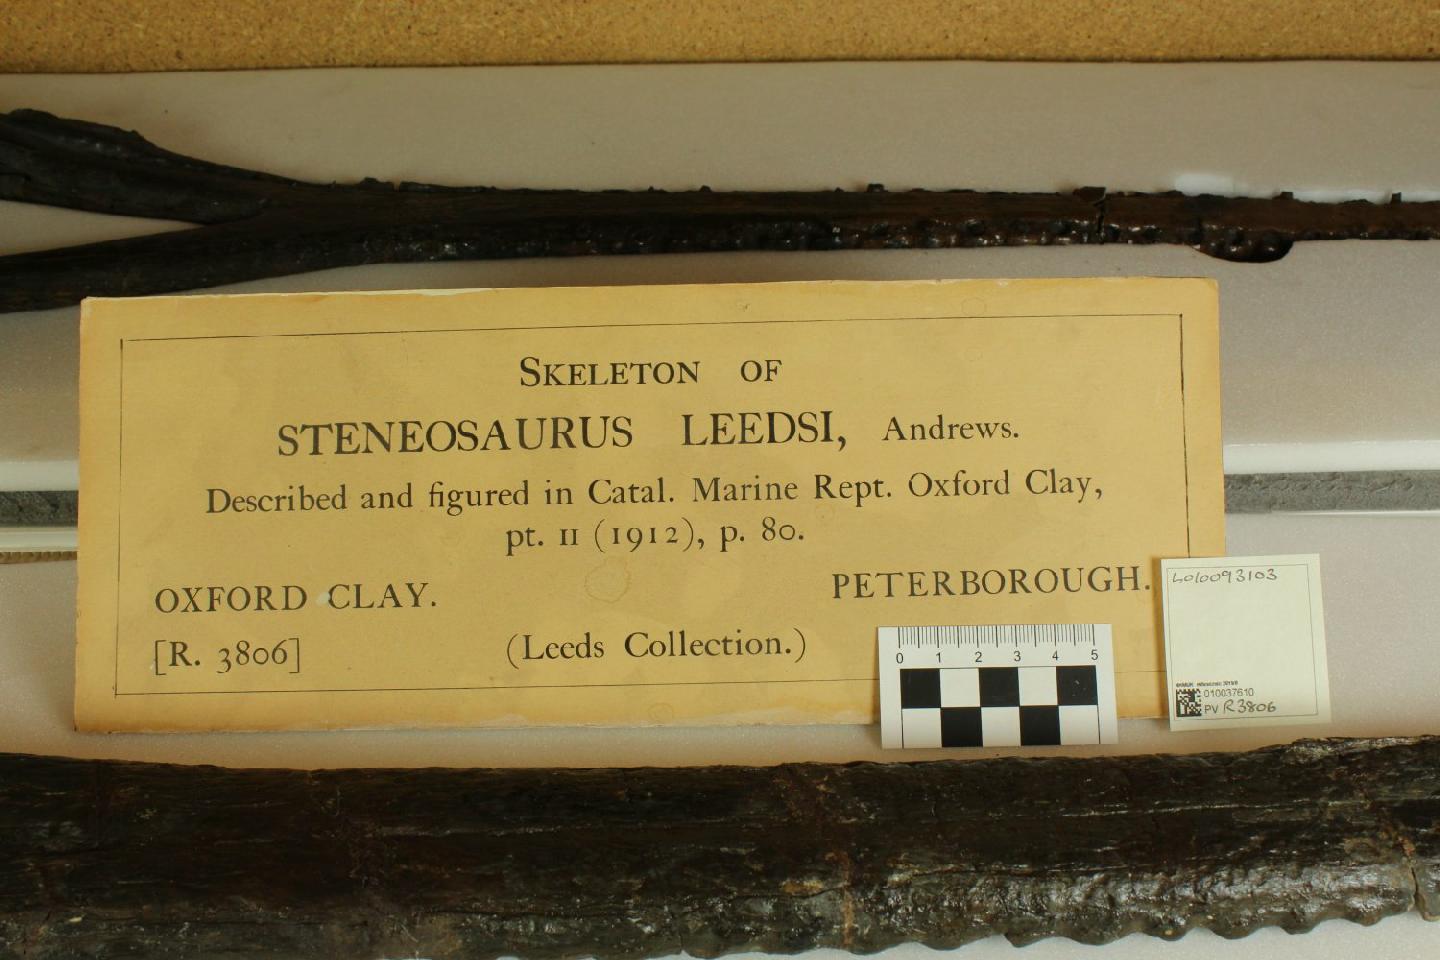 SKELETON OF
STENEOSAURUS LEEDSI, Andrews.
Described and figured in Catal. Marine Rept. Oxford Clay,
pt. II (1912), p. 80.
OXFORD CLAY. PETERBOROUGH.
[R. 3806] (Leeds Collection.)
0 1 2 3 4 5
L010093103
010037610
PV R3806